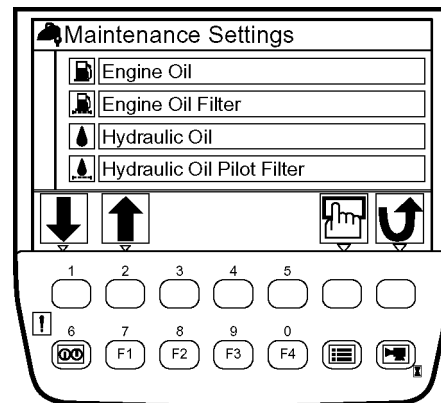 Maintenance Settings
Engine Oil
Engine Oil Filter
Hydraulic Oil
Hydraulic Oil Pilot Filter
1 2 3 4 5
! 6 7 8 9 0
F1 F2 F3 F4